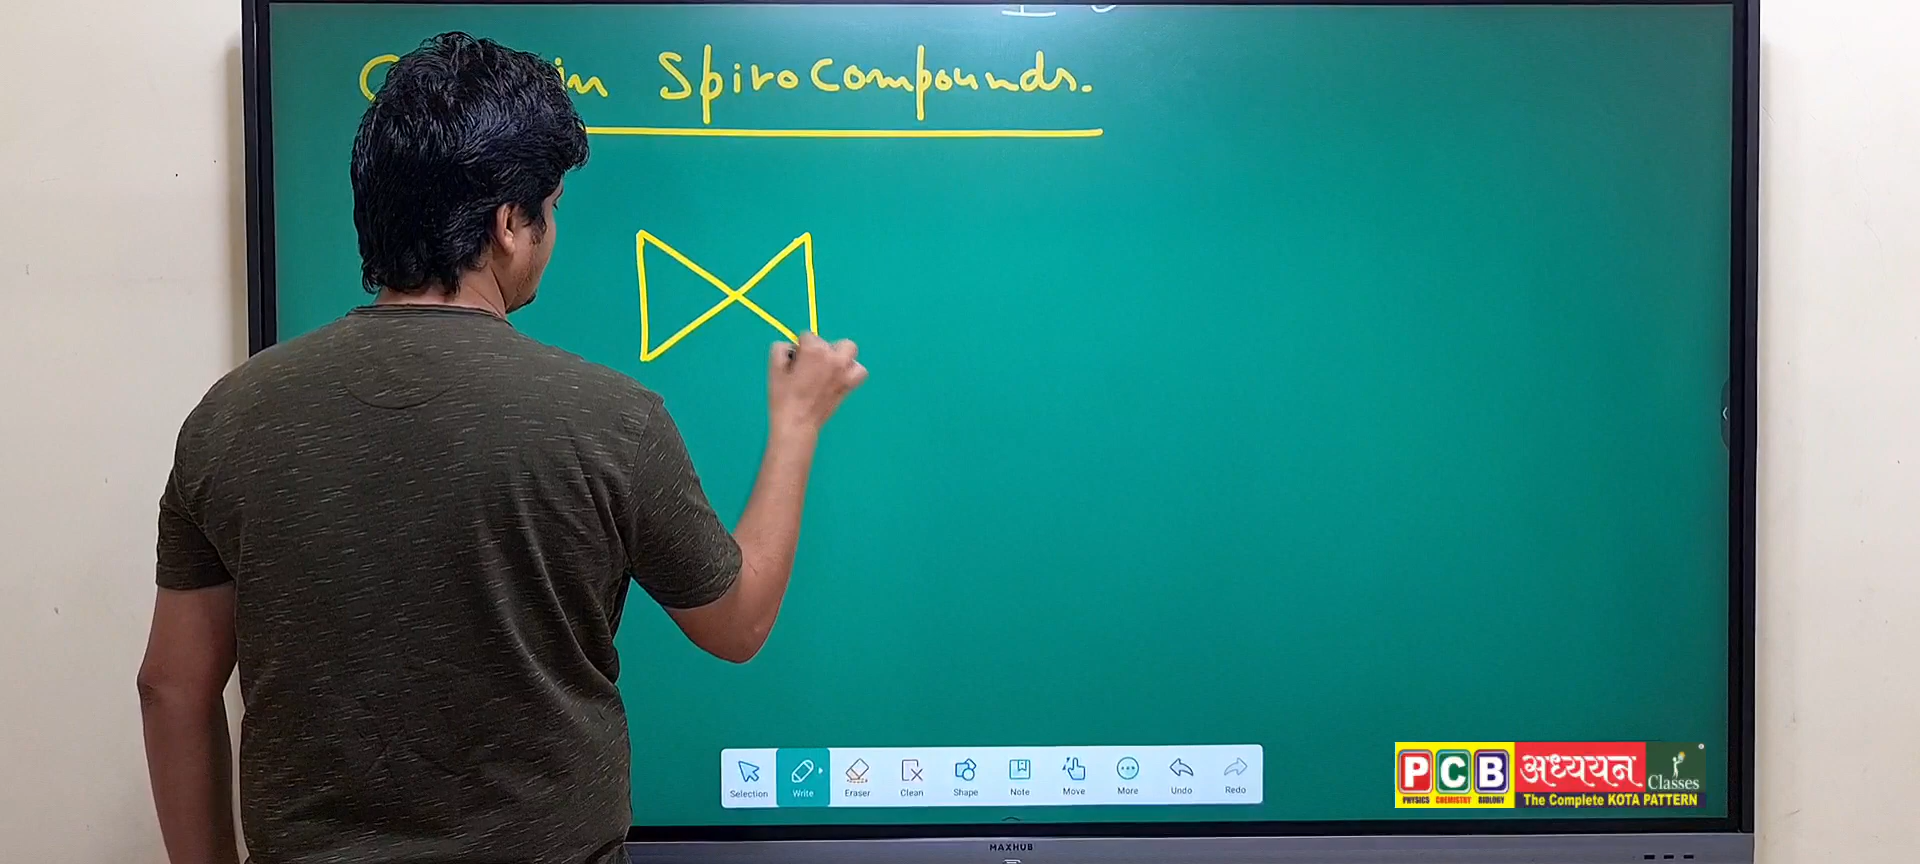 in Spiro Compounds.
Selection Write Eraser Clean Shape Note Move More Undo Redo
PCB अध्ययन Classes
PHYSICS CHEMISTRY BIOLOGY The Complete KOTA PATTERN
MAXHUB